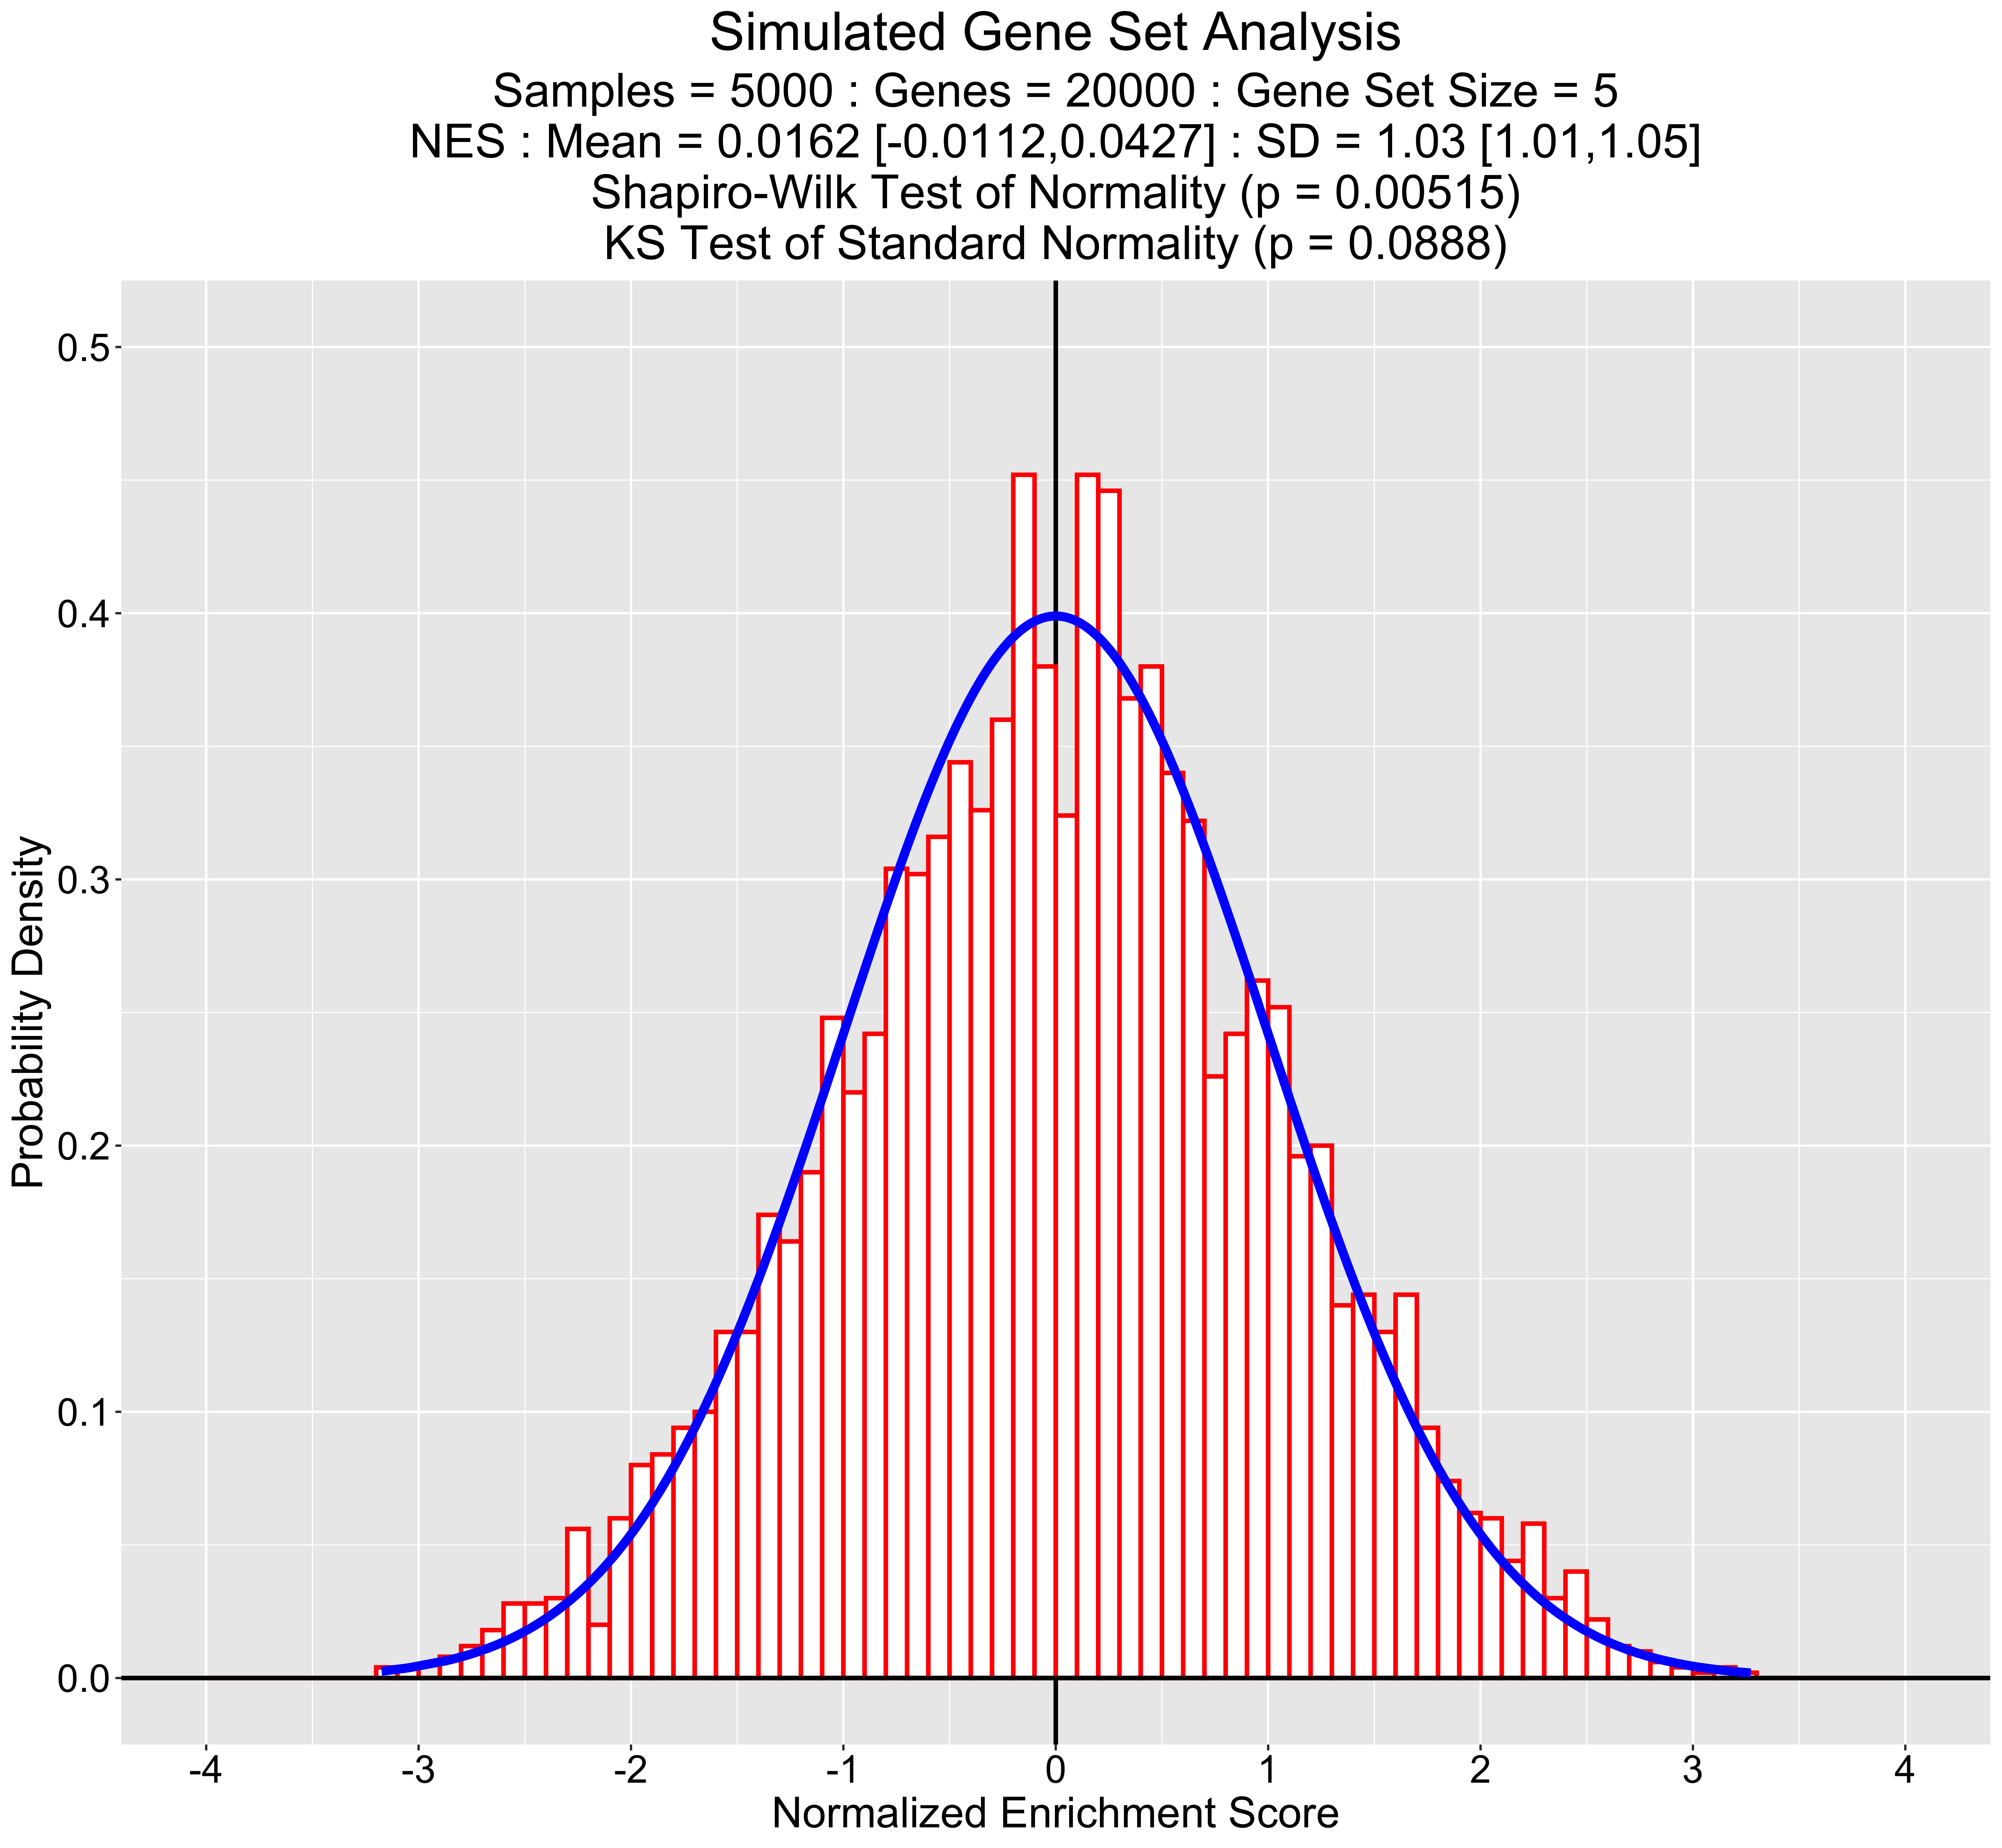 Simulated Gene Set Analysis
Samples = 5000 : Genes = 20000 : Gene Set Size = 5
NES : Mean = 0.0162 [-0.0112,0.0427] : SD = 1.03 [1.01,1.05]
Shapiro-Wilk Test of Normality (p = 0.00515)
KS Test of Standard Normality (p = 0.0888)
Probability Density
0.5
0.4
0.3
0.2
0.1
0.0
-4 -3 -2 -1 0 1 2 3 4
Normalized Enrichment Score